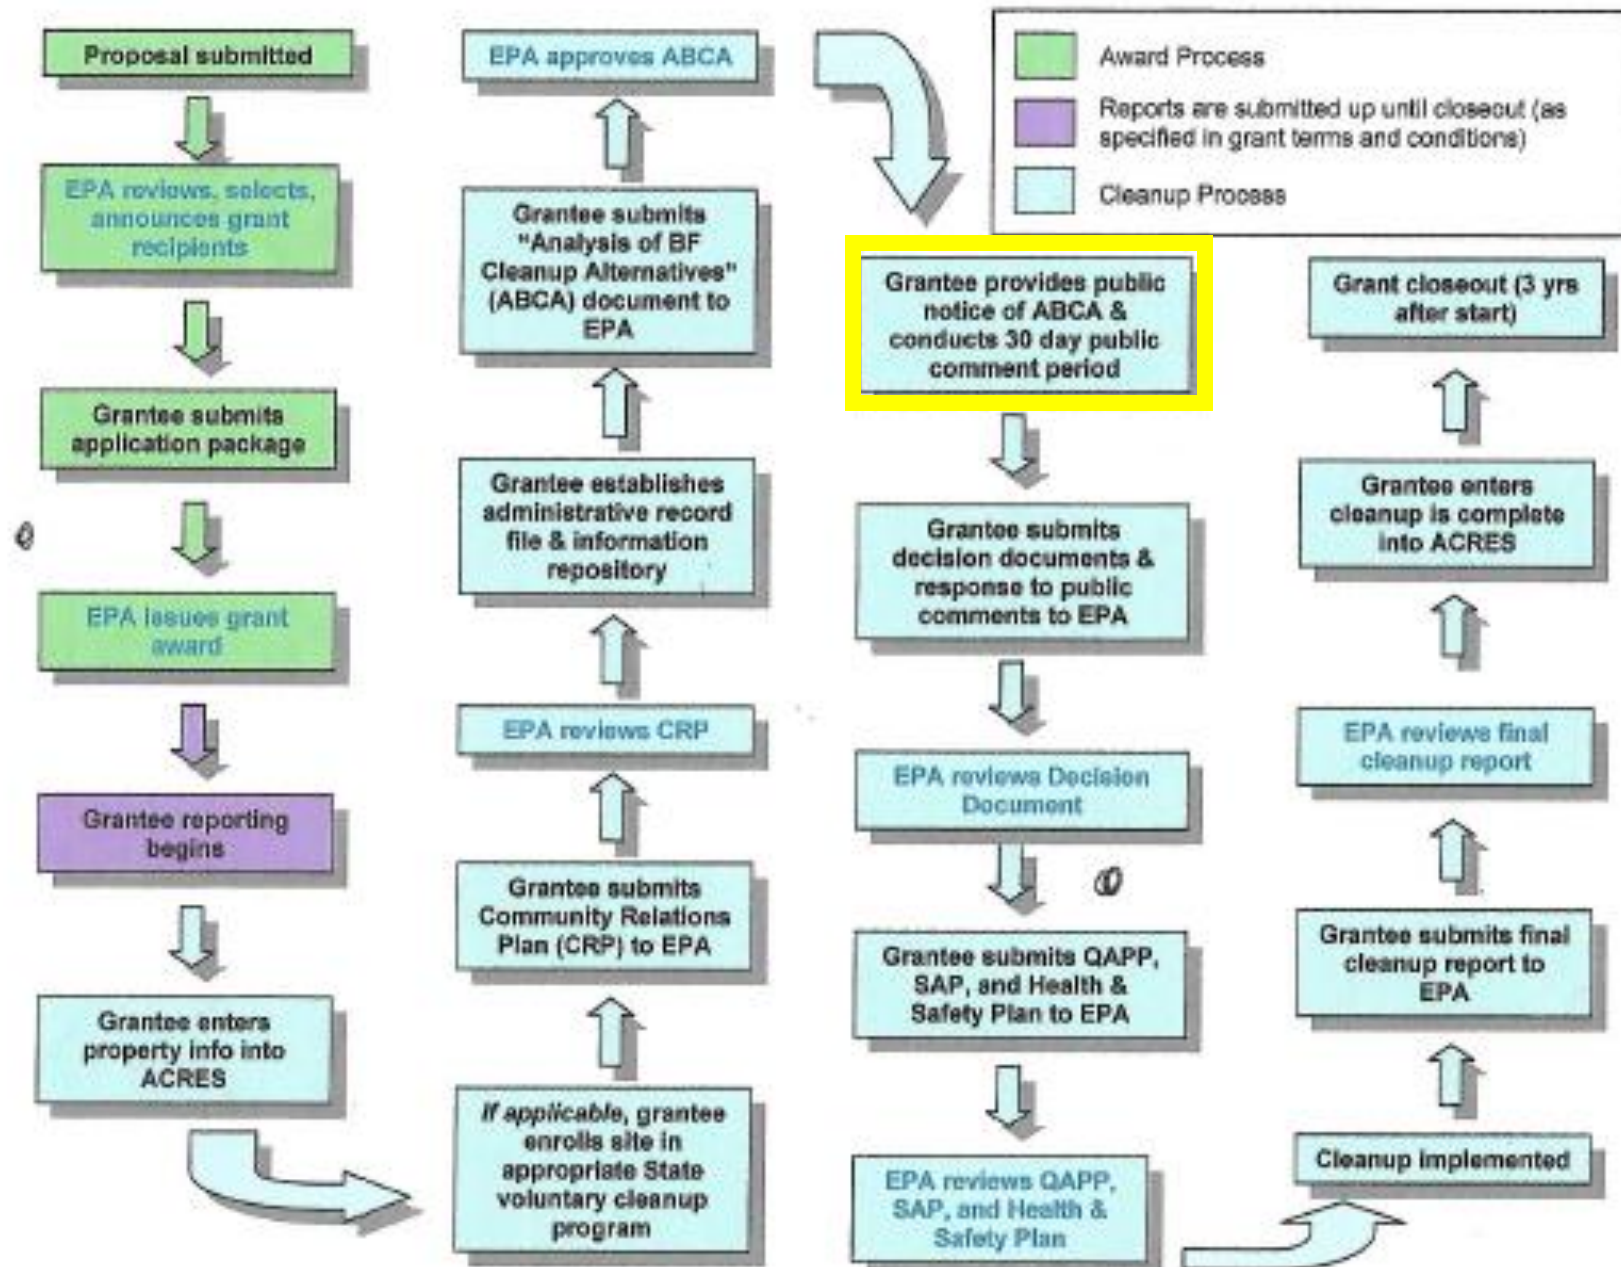 Proposal submitted
EPA reviews, selects,
announces grant
recipients
Grantee submits
application package
EPA issues grant
award
Grantee reporting
begins
Grantee enters
property info into
ACRES
If applicable, grantee
enrolls site in
appropriate State
voluntary cleanup
program
Grantee submits
Community Relations
Plan (CRP) to EPA
EPA reviews CRP
Grantee establishes
administrative record
file & information
repository
Grantee submits
"Analysis of BF
Cleanup Alternatives"
(ABCA) document to
EPA
EPA approves ABCA
Grantee provides public
notice of ABCA &
conducts 30 day public
comment period
Grantee submits
decision documents &
response to public
comments to EPA
EPA reviews Decision
Document
Grantee submits QAPP,
SAP, and Health &
Safety Plan to EPA
EPA reviews QAPP,
SAP, and Health &
Safety Plan
Cleanup implemented
Grantee submits final
cleanup report to
EPA
EPA reviews final
cleanup report
Grantee enters
cleanup is complete
into ACRES
Grant closeout (3 yrs
after start)
Award Process
Reports are submitted up until closeout (as
specified in grant terms and conditions)
Cleanup Process